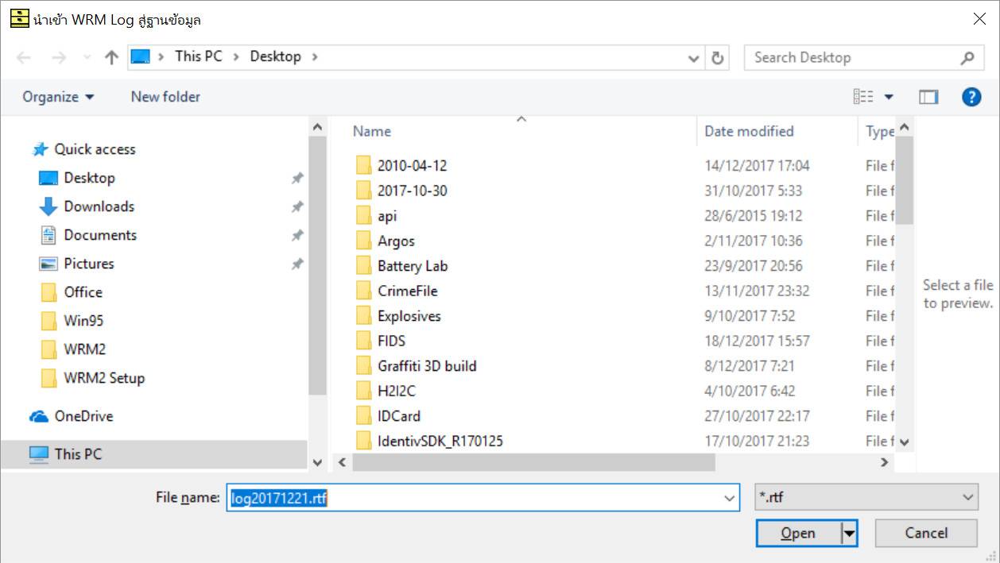 นำเข้า WRM Log สู่ฐานข้อมูล
This PC Desktop
Search Desktop
Organize New folder
Quick access
Desktop
Downloads
Documents
Pictures
Office
Win95
WRM2
WRM2 Setup
OneDrive
This PC
Name Date modified Type
2010-04-12 14/12/2017 17:04 File f
2017-10-30 31/10/2017 5:33 File f
api 28/6/2015 19:12 File f
Argos 2/11/2017 10:36 File f
Battery Lab 23/9/2017 20:56 File f
CrimeFile 13/11/2017 23:32 File f
Explosives 9/10/2017 7:52 File f
FIDS 18/12/2017 15:57 File f
Graffiti 3D build 8/12/2017 7:21 File f
H2I2C 4/10/2017 6:42 File f
IDCard 27/10/2017 22:17 File f
IdentivSDK_R170125 17/10/2017 21:23 File f
Select a file
to preview.
File name: log20171221.rtf *.rtf
Open Cancel